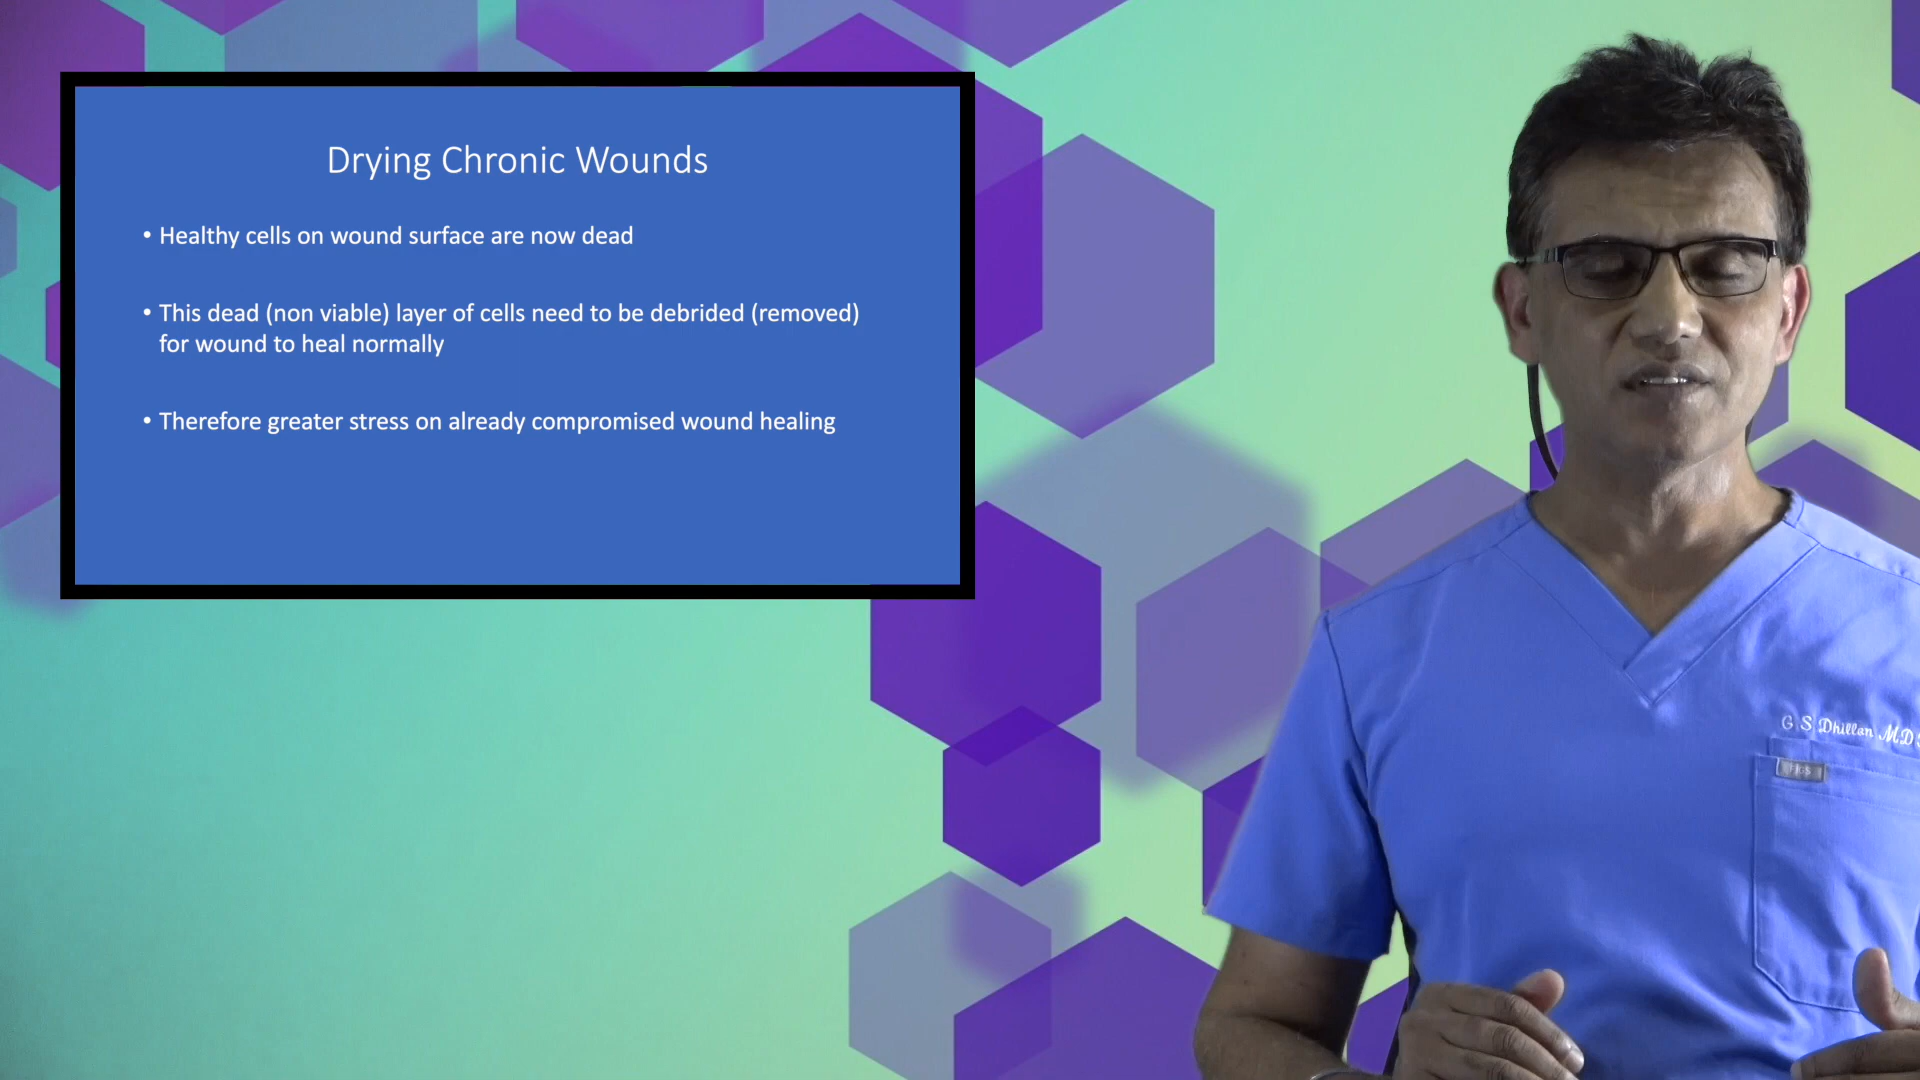 Drying Chronic Wounds
• Healthy cells on wound surface are now dead
• This dead (non viable) layer of cells need to be debrided (removed)
for wound to heal normally
• Therefore greater stress on already compromised wound healing
G S Dhillon MD
FIGS